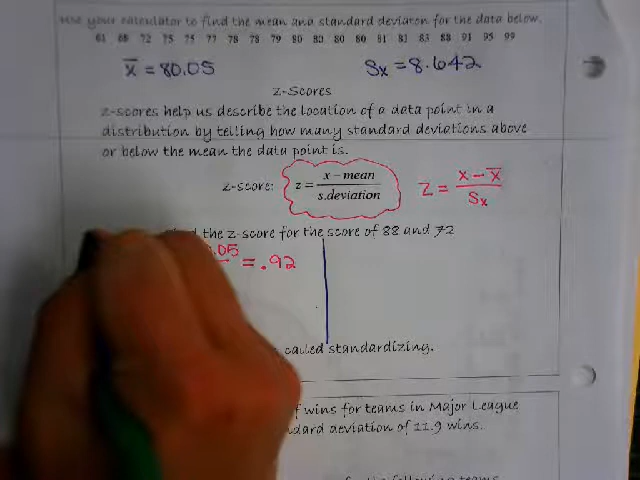 use your calculator to find the mean and standard deviation for the data below.
61 68 72 75 75 77 78 78 79 80 80 80 80 81 81 83 88 91 95 99
x̄ = 80.05 Sx = 8.642
z-Scores
z-scores help us describe the location of a data point in a
distribution by telling how many standard deviations above
or below the mean the data point is.
z-score: z = x - mean / s.deviation z = x - x̄ / Sx
the z-score for the score of 88 and 72
.05 = .92
called standardizing.
of wins for teams in Major League
deviation of 11.9 wins.